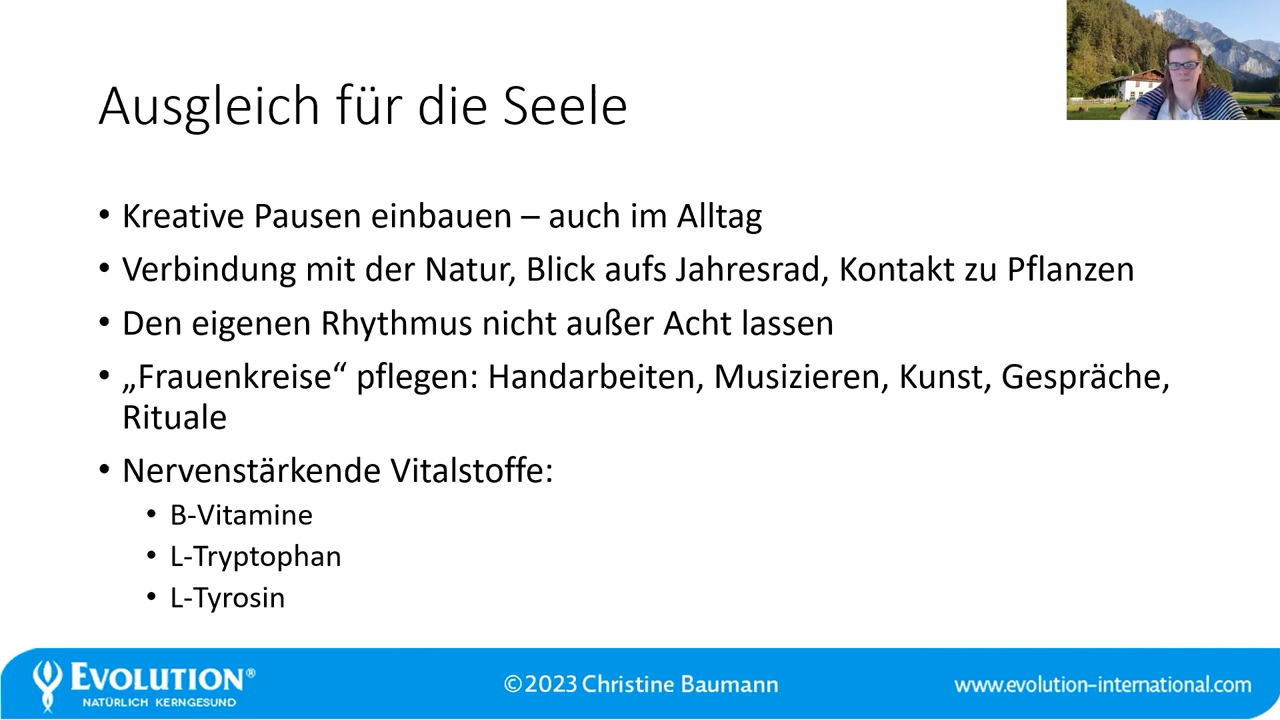 Ausgleich für die Seele
• Kreative Pausen einbauen – auch im Alltag
• Verbindung mit der Natur, Blick aufs Jahresrad, Kontakt zu Pflanzen
• Den eigenen Rhythmus nicht außer Acht lassen
• „Frauenkreise“ pflegen: Handarbeiten, Musizieren, Kunst, Gespräche,
Rituale
• Nervenstärkende Vitalstoffe:
• B-Vitamine
• L-Tryptophan
• L-Tyrosin
EVOLUTION®
NATÜRLICH KERNGESUND
©2023 Christine Baumann
www.evolution-international.com